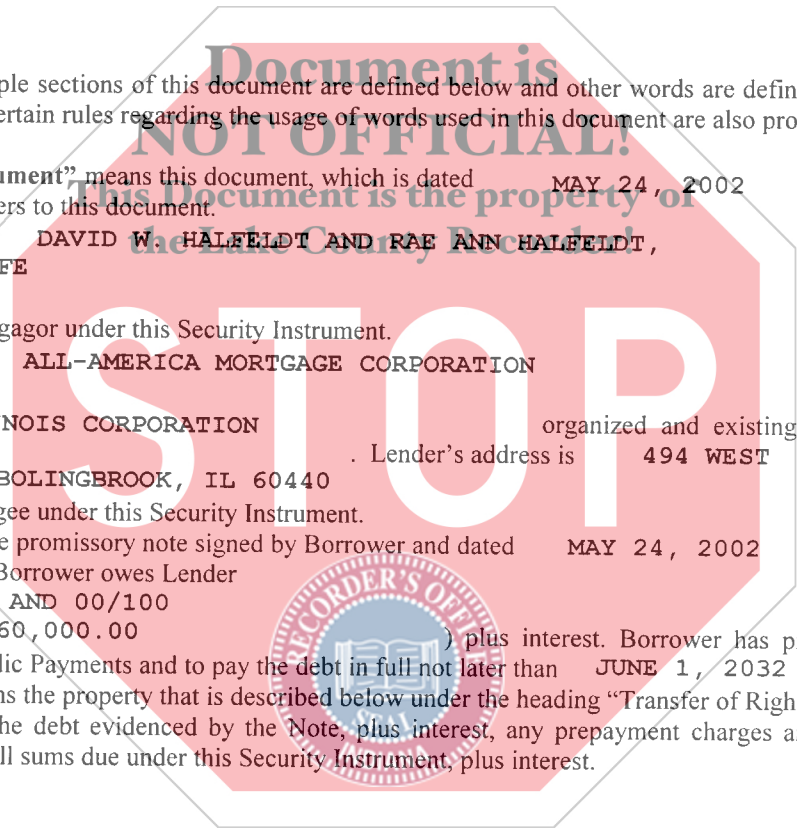 Document is
ple sections of this document are defined below and other words are defin
ertain rules regarding the usage of words used in this document are also pro
NOT OFFICIAL!
ument” means this document, which is dated MAY 24, 2002
This Document is the property of
ers to this document.
DAVID W. HALFELDT AND RAE ANN HALFELDT,
the Lake County Recorder!
FE
gagor under this Security Instrument.
ALL-AMERICA MORTGAGE CORPORATION
STOP
NOIS CORPORATION organized and existing
. Lender’s address is 494 WEST
BOLINGBROOK, IL 60440
gee under this Security Instrument.
e promissory note signed by Borrower and dated MAY 24, 2002
Borrower owes Lender
AND 00/100
60,000.00 ) plus interest. Borrower has p
dic Payments and to pay the debt in full not later than JUNE 1, 2032
ns the property that is described below under the heading “Transfer of Righ
he debt evidenced by the Note, plus interest, any prepayment charges a
ll sums due under this Security Instrument, plus interest.
RECORDER'S OFFICE
SEAL
INDIANA